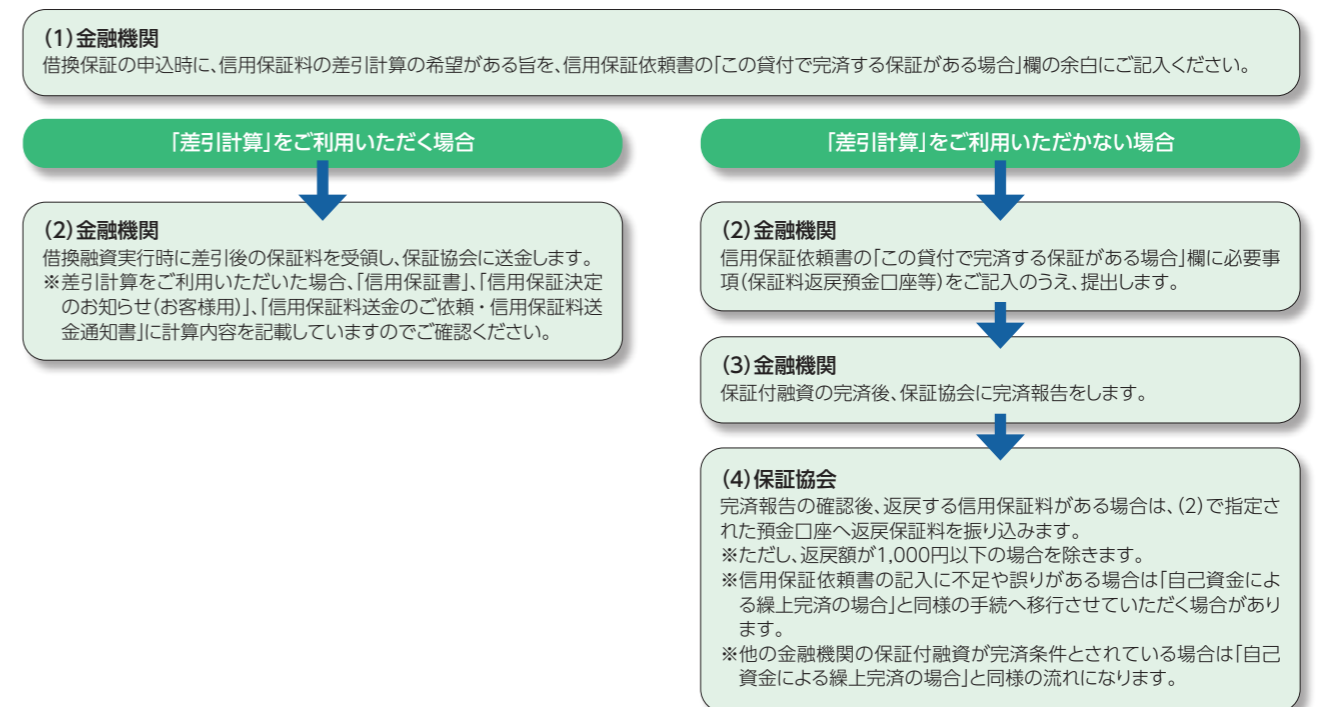 (1)金融機関
借換保証の申込時に、信用保証料の差引計算の希望がある旨を、信用保証依頼書の「この貸付で完済する保証がある場合」欄の余白にご記入ください。
「差引計算」をご利用いただく場合
(2)金融機関
借換融資実行時に差引後の保証料を受領し、保証協会に送金します。
※差引計算をご利用いただいた場合、「信用保証書」、「信用保証決定
のお知らせ(お客様用)」、「信用保証料送金のご依頼・信用保証料送
金通知書」に計算内容を記載していますのでご確認ください。
「差引計算」をご利用いただかない場合
(2)金融機関
信用保証依頼書の「この貸付で完済する保証がある場合」欄に必要事
項(保証料返戻預金口座等)をご記入のうえ、提出します。
(3)金融機関
保証付融資の完済後、保証協会に完済報告をします。
(4)保証協会
完済報告の確認後、返戻する信用保証料がある場合は、(2)で指定さ
れた預金口座へ返戻保証料を振り込みます。
※ただし、返戻額が1,000円以下の場合を除きます。
※信用保証依頼書の記入に不足や誤りがある場合は「自己資金によ
る繰上完済の場合」と同様の手続へ移行させていただく場合があり
ます。
※他の金融機関の保証付融資が完済条件とされている場合は「自己
資金による繰上完済の場合」と同様の流れになります。